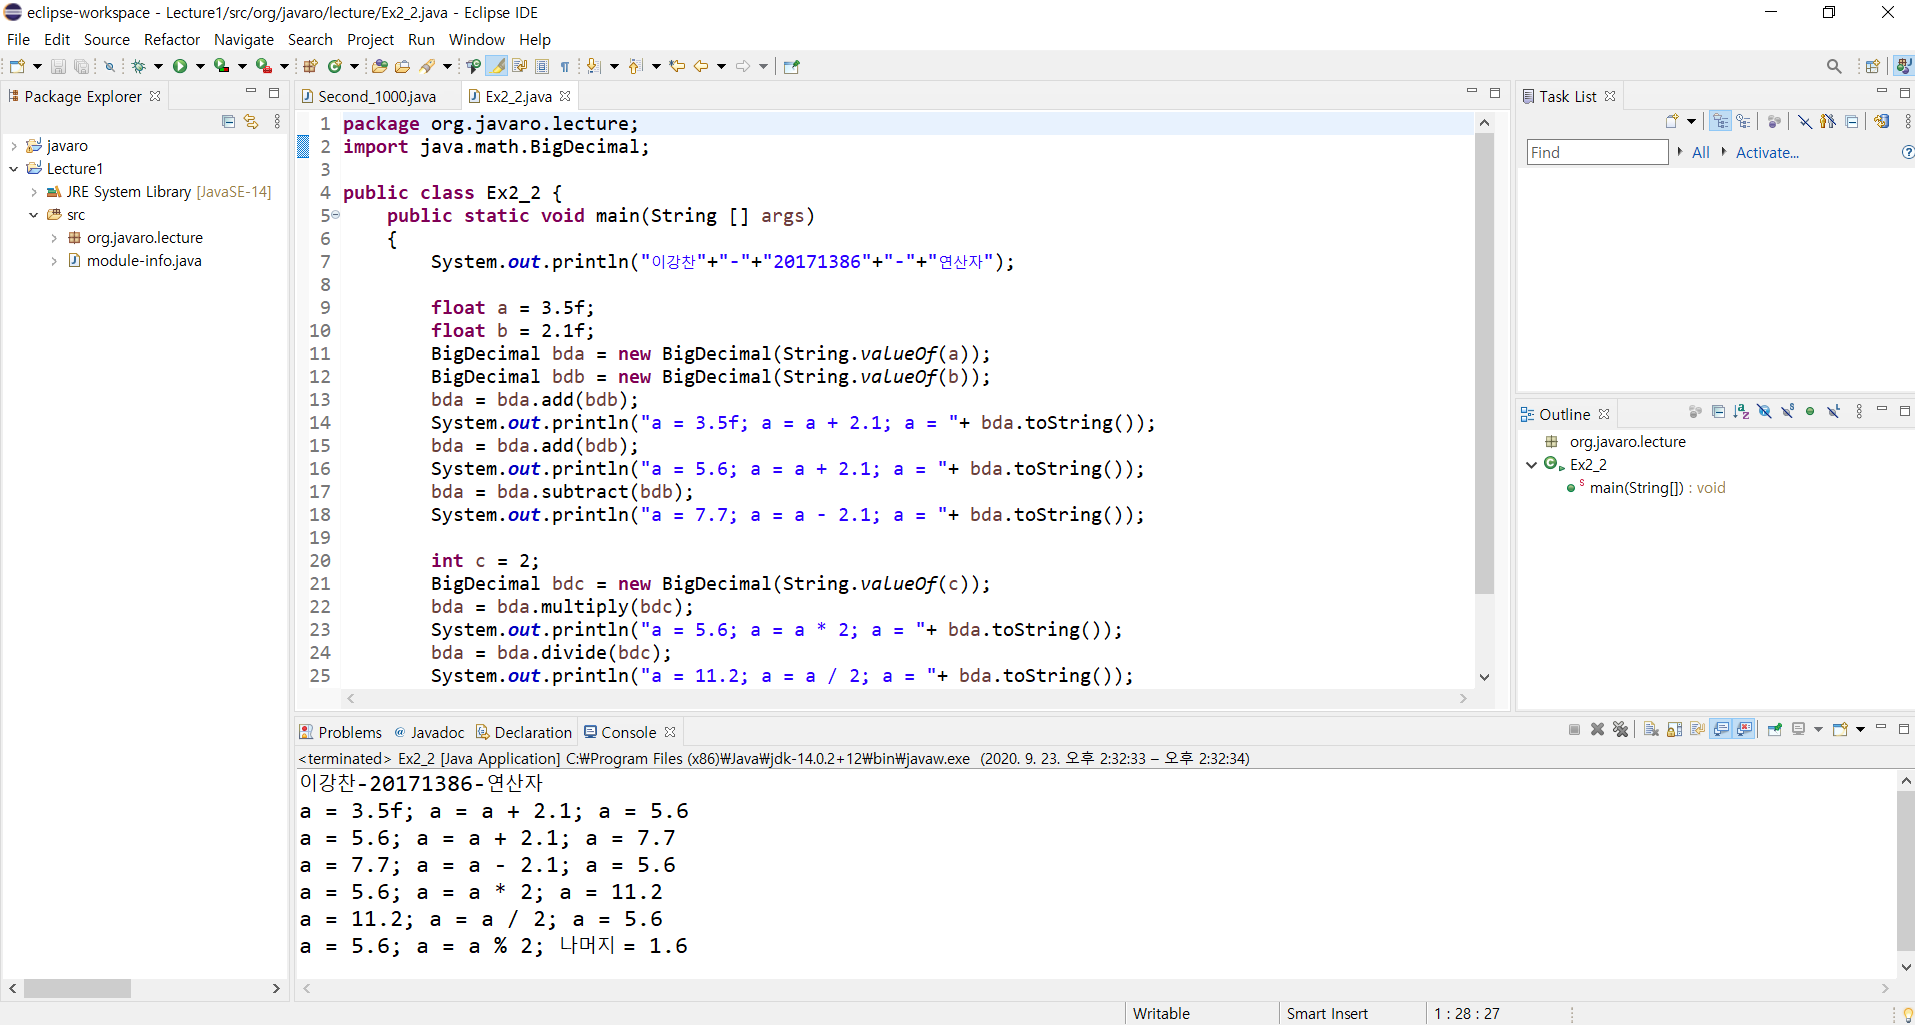 eclipse-workspace - Lecture1/src/org/javaro/lecture/Ex2_2.java - Eclipse IDE
File Edit Source Refactor Navigate Search Project Run Window Help
Package Explorer
javaro
Lecture1
JRE System Library [JavaSE-14]
src
org.javaro.lecture
module-info.java
Second_1000.java Ex2_2.java
1 package org.javaro.lecture;
2 import java.math.BigDecimal;
3
4 public class Ex2_2 {
5 public static void main(String [] args)
6 {
7 System.out.println("이강찬"+"-"+"20171386"+"-"+"연산자");
8
9 float a = 3.5f;
10 float b = 2.1f;
11 BigDecimal bda = new BigDecimal(String.valueOf(a));
12 BigDecimal bdb = new BigDecimal(String.valueOf(b));
13 bda = bda.add(bdb);
14 System.out.println("a = 3.5f; a = a + 2.1; a = "+ bda.toString());
15 bda = bda.add(bdb);
16 System.out.println("a = 5.6; a = a + 2.1; a = "+ bda.toString());
17 bda = bda.subtract(bdb);
18 System.out.println("a = 7.7; a = a - 2.1; a = "+ bda.toString());
19
20 int c = 2;
21 BigDecimal bdc = new BigDecimal(String.valueOf(c));
22 bda = bda.multiply(bdc);
23 System.out.println("a = 5.6; a = a * 2; a = "+ bda.toString());
24 bda = bda.divide(bdc);
25 System.out.println("a = 11.2; a = a / 2; a = "+ bda.toString());
Task List
Find All Activate...
Outline
org.javaro.lecture
Ex2_2
main(String[]) : void
Problems @ Javadoc Declaration Console
<terminated> Ex2_2 [Java Application] C:₩Program Files (x86)₩Java₩jdk-14.0.2+12₩bin₩javaw.exe (2020. 9. 23. 오후 2:32:33 – 오후 2:32:34)
이강찬-20171386-연산자
a = 3.5f; a = a + 2.1; a = 5.6
a = 5.6; a = a + 2.1; a = 7.7
a = 7.7; a = a - 2.1; a = 5.6
a = 5.6; a = a * 2; a = 11.2
a = 11.2; a = a / 2; a = 5.6
a = 5.6; a = a % 2; 나머지 = 1.6
Writable Smart Insert 1 : 28 : 27